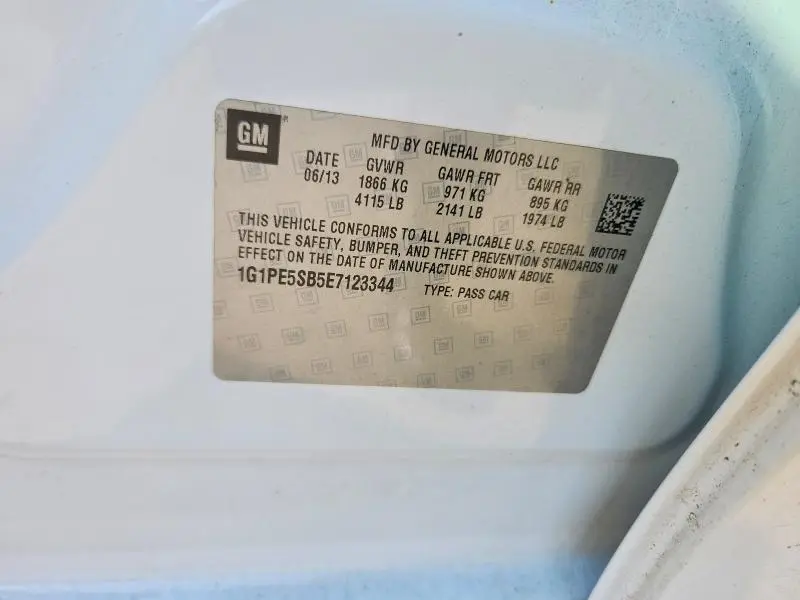 GM
MFD BY GENERAL MOTORS LLC
DATE GVWR GAWR FRT GAWR RR
06/13 1866 KG 971 KG 895 KG
4115 LB 2141 LB 1974 LB
THIS VEHICLE CONFORMS TO ALL APPLICABLE U.S. FEDERAL MOTOR
VEHICLE SAFETY, BUMPER, AND THEFT PREVENTION STANDARDS IN
EFFECT ON THE DATE OF MANUFACTURE SHOWN ABOVE.
1G1PE5SB5E7123344 TYPE: PASS CAR